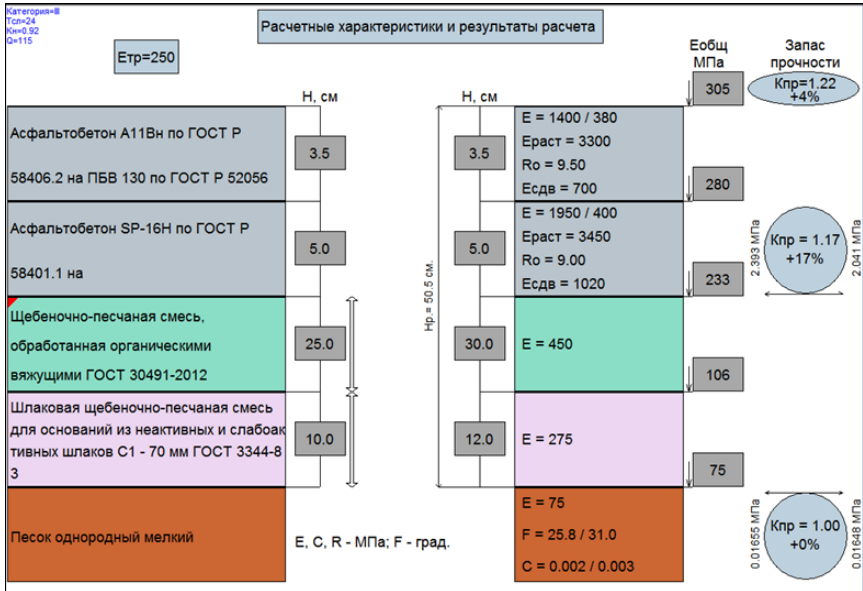 Категория=III
Тсл=24
Кн=0.92
Q=115
Расчетные характеристики и результаты расчета
Етр=250
Еобщ
МПа
Запас
прочности
Н, см
Н, см
305
Кпр=1.22
+4%
Асфальтобетон А11Вн по ГОСТ Р
58406.2 на ПБВ 130 по ГОСТ Р 52056
3.5
3.5
Е = 1400 / 380
Ераст = 3300
Ro = 9.50
Есдв = 700
280
Асфальтобетон SP-16Н по ГОСТ Р
58401.1 на
5.0
5.0
Е = 1950 / 400
Ераст = 3450
Ro = 9.00
Есдв = 1020
233
2.393 МПа
Кпр = 1.17
+17%
2.041 МПа
Нр.= 50.5 см.
Щебеночно-песчаная смесь,
обработанная органическими
вяжущими ГОСТ 30491-2012
25.0
30.0
Е = 450
106
Шлаковая щебеночно-песчаная смесь
для оснований из неактивных и слабоак
тивных шлаков С1 - 70 мм ГОСТ 3344-8
3
10.0
12.0
Е = 275
75
Песок однородный мелкий
Е, С, R - МПа; F - град.
Е = 75
F = 25.8 / 31.0
С = 0.002 / 0.003
0.01655 МПа
Кпр = 1.00
+0%
0.01648 МПа